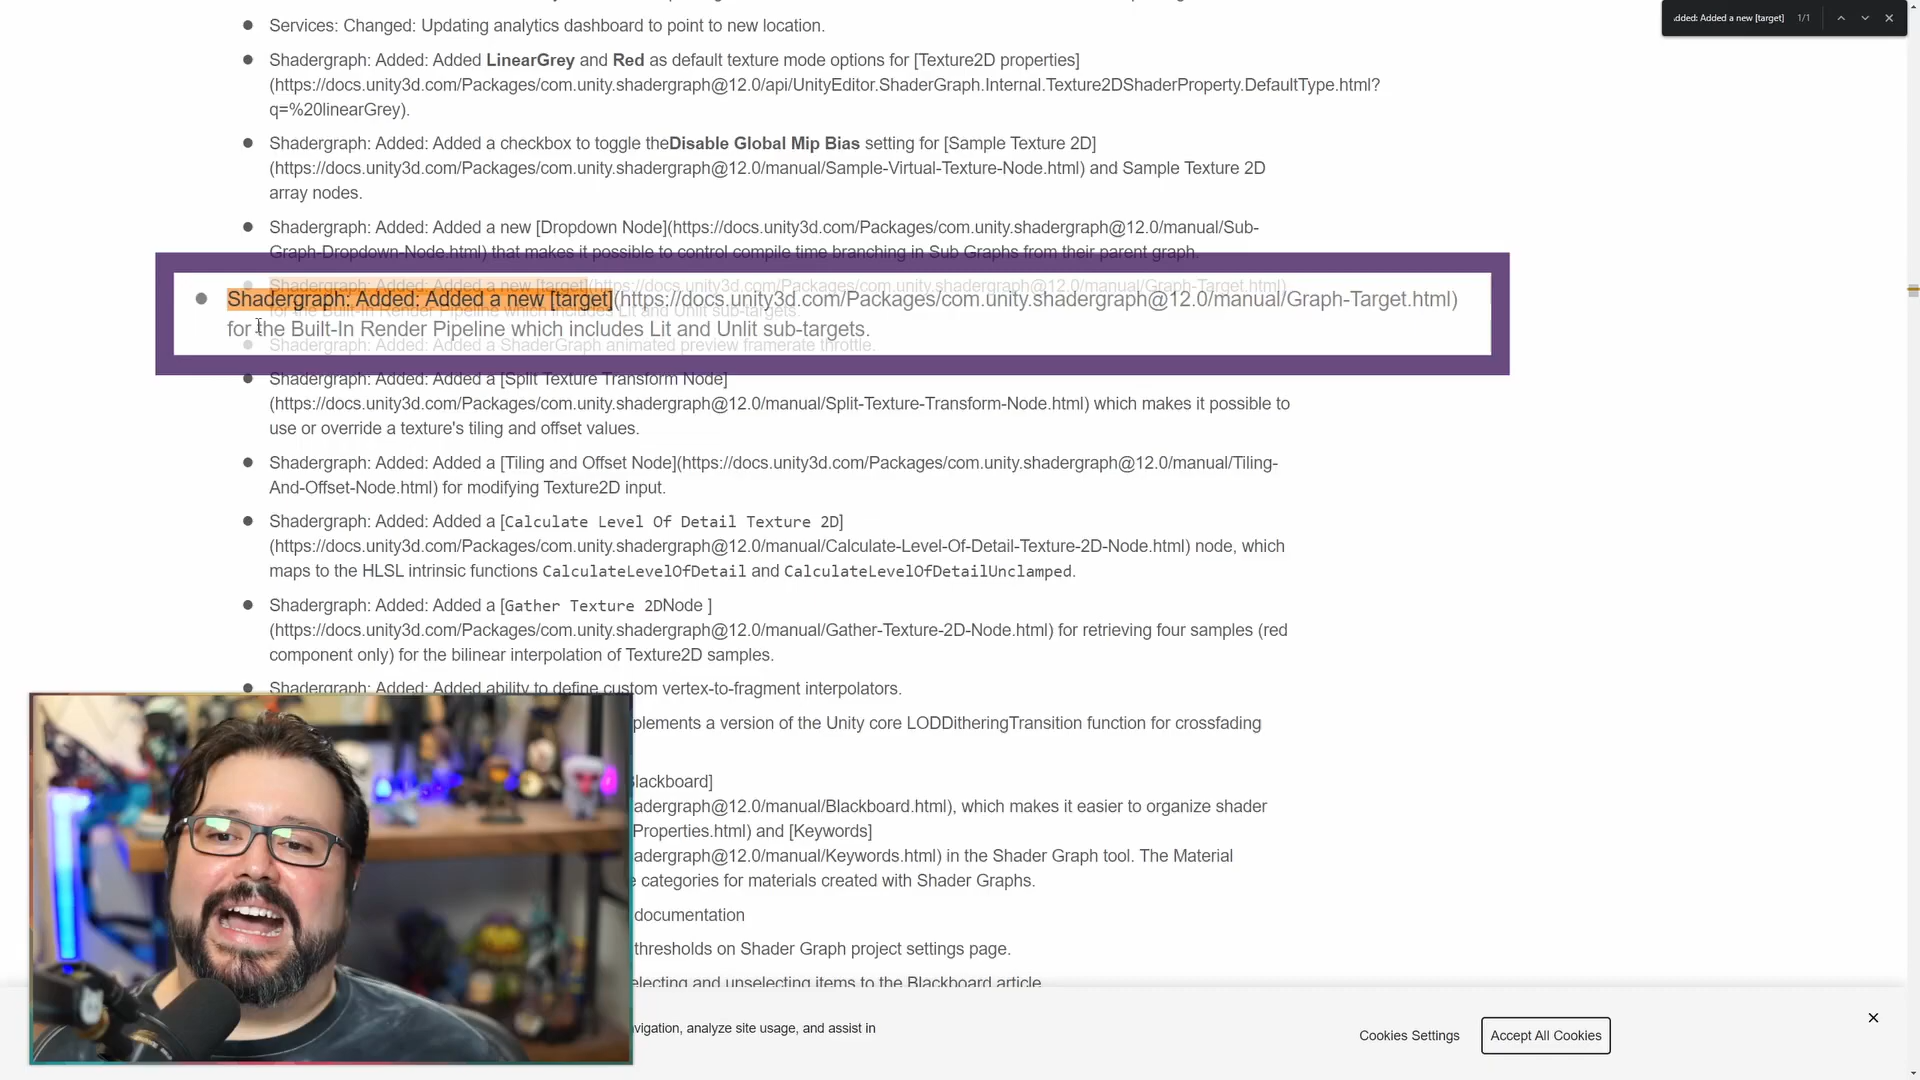 Services: Changed: Updating analytics dashboard to point to new location.
dded: Added a new [target] 1/1
Shadergraph: Added: Added LinearGrey and Red as default texture mode options for [Texture2D properties]
(https://docs.unity3d.com/Packages/com.unity.shadergraph@12.0/api/UnityEditor.ShaderGraph.Internal.Texture2DShaderProperty.DefaultType.html?
q=%20linearGrey).
Shadergraph: Added: Added a checkbox to toggle theDisable Global Mip Bias setting for [Sample Texture 2D]
(https://docs.unity3d.com/Packages/com.unity.shadergraph@12.0/manual/Sample-Virtual-Texture-Node.html) and Sample Texture 2D
array nodes.
Shadergraph: Added: Added a new [Dropdown Node](https://docs.unity3d.com/Packages/com.unity.shadergraph@12.0/manual/Sub-
Graph-Dropdown-Node.html) that makes it possible to control compile time branching in Sub Graphs from their parent graph.
Shadergraph: Added: Added a new [target](https://docs.unity3d.com/Packages/com.unity.shadergraph@12.0/manual/Graph-Target.html)
for the Built-In Render Pipeline which includes Lit and Unlit sub-targets.
Shadergraph: Added: Added a ShaderGraph animated preview framerate throttle.
Shadergraph: Added: Added a [Split Texture Transform Node]
(https://docs.unity3d.com/Packages/com.unity.shadergraph@12.0/manual/Split-Texture-Transform-Node.html) which makes it possible to
use or override a texture's tiling and offset values.
Shadergraph: Added: Added a [Tiling and Offset Node](https://docs.unity3d.com/Packages/com.unity.shadergraph@12.0/manual/Tiling-
And-Offset-Node.html) for modifying Texture2D input.
Shadergraph: Added: Added a [Calculate Level Of Detail Texture 2D]
(https://docs.unity3d.com/Packages/com.unity.shadergraph@12.0/manual/Calculate-Level-Of-Detail-Texture-2D-Node.html) node, which
maps to the HLSL intrinsic functions CalculateLevelOfDetail and CalculateLevelOfDetailUnclamped.
Shadergraph: Added: Added a [Gather Texture 2DNode ]
(https://docs.unity3d.com/Packages/com.unity.shadergraph@12.0/manual/Gather-Texture-2D-Node.html) for retrieving four samples (red
component only) for the bilinear interpolation of Texture2D samples.
Shadergraph: Added: Added ability to define custom vertex-to-fragment interpolators.
plements a version of the Unity core LODDitheringTransition function for crossfading
lackboard]
adergraph@12.0/manual/Blackboard.html), which makes it easier to organize shader
Properties.html) and [Keywords]
adergraph@12.0/manual/Keywords.html) in the Shader Graph tool. The Material
e categories for materials created with Shader Graphs.
documentation
thresholds on Shader Graph project settings page.
electing and unselecting items to the Blackboard article
vigation, analyze site usage, and assist in
Cookies Settings
Accept All Cookies